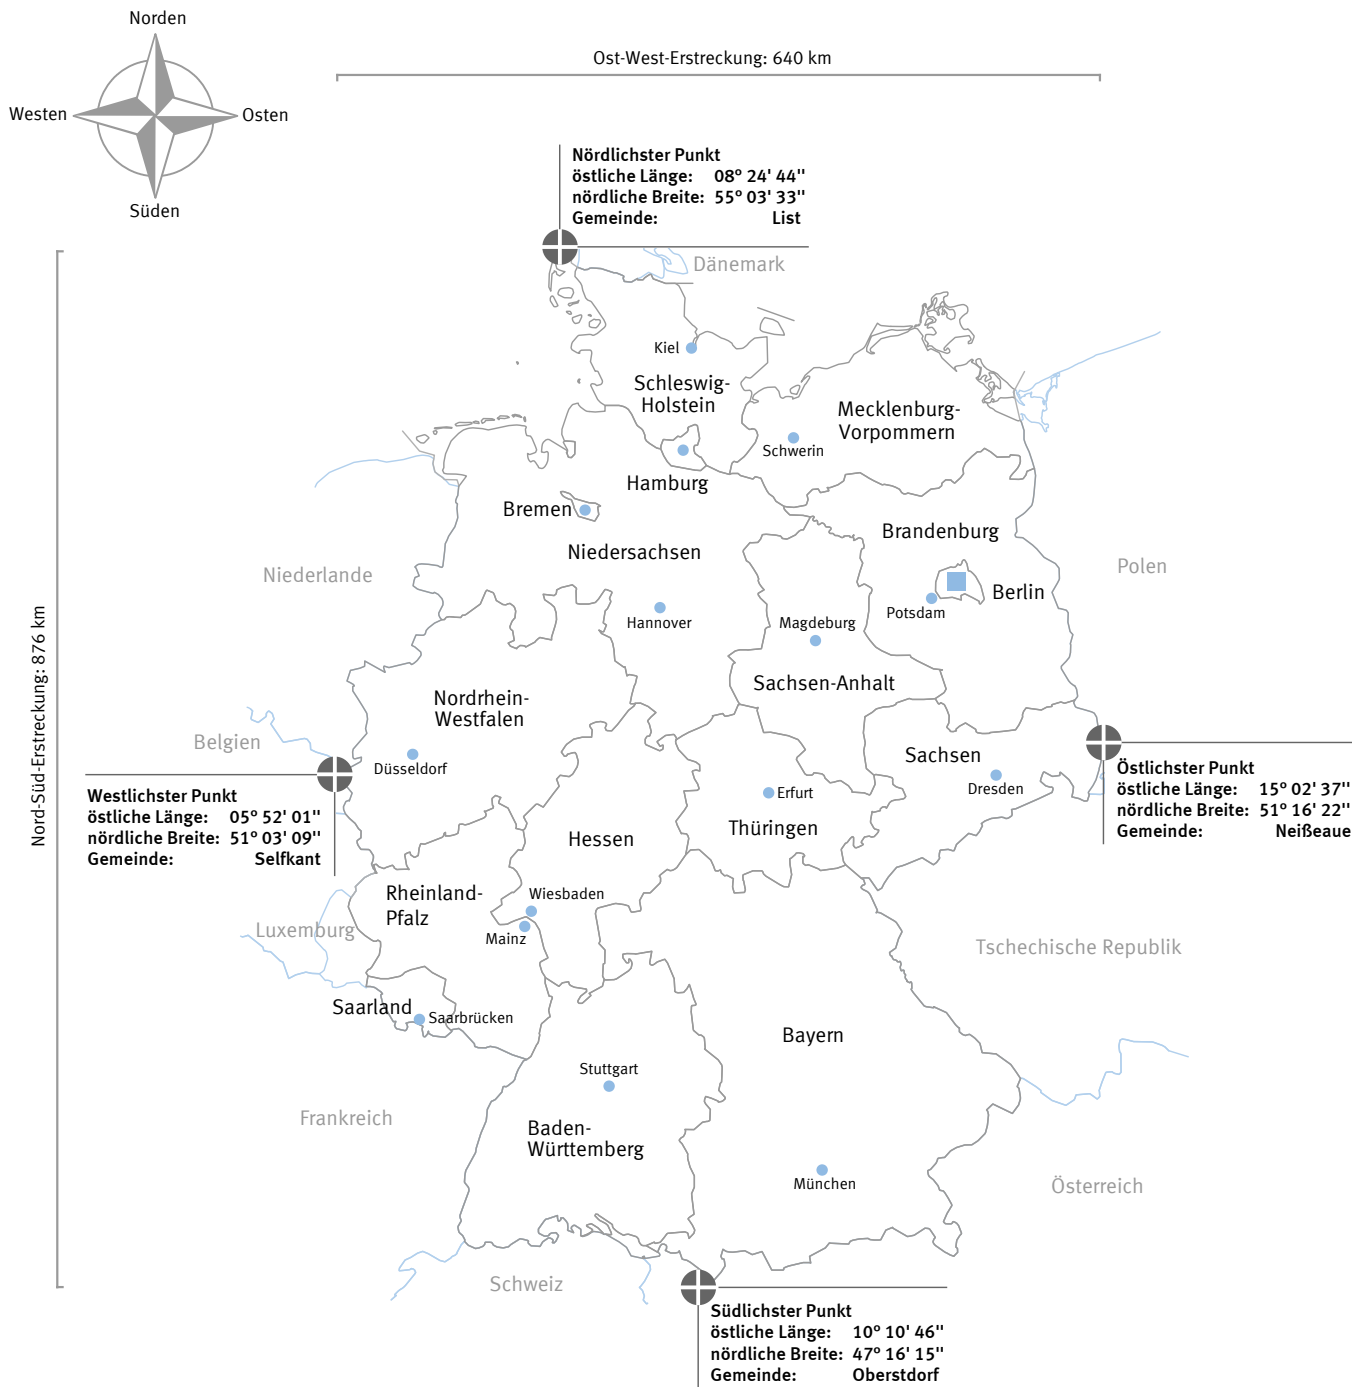 Norden
Westen
Osten
Süden
Ost-West-Erstreckung: 640 km
Nördlichster Punkt
östliche Länge: 08° 24' 44"
nördliche Breite: 55° 03' 33"
Gemeinde: List
Dänemark
Kiel
Schleswig-
Holstein
Mecklenburg-
Vorpommern
Schwerin
Hamburg
Bremen
Brandenburg
Niedersachsen
Niederlande
Polen
Berlin
Potsdam
Hannover
Magdeburg
Sachsen-Anhalt
Nord-Süd-Erstreckung: 876 km
Nordrhein-
Westfalen
Belgien
Düsseldorf
Sachsen
Dresden
Westlichster Punkt
östliche Länge: 05° 52' 01"
nördliche Breite: 51° 03' 09"
Gemeinde: Selfkant
Östlichster Punkt
östliche Länge: 15° 02' 37"
nördliche Breite: 51° 16' 22"
Gemeinde: Neißeaue
Erfurt
Thüringen
Hessen
Rheinland-
Pfalz
Wiesbaden
Mainz
Luxemburg
Tschechische Republik
Saarland
Saarbrücken
Bayern
Stuttgart
Frankreich
Baden-
Württemberg
München
Österreich
Schweiz
Südlichster Punkt
östliche Länge: 10° 10' 46"
nördliche Breite: 47° 16' 15"
Gemeinde: Oberstdorf